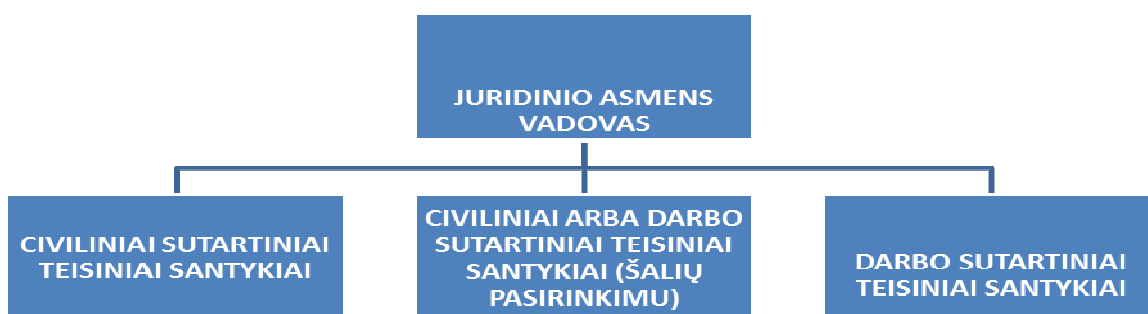 JURIDINIO ASMENS
VADOVAS
CIVILINIAI SUTARTINIAI
TEISINIAI SANTYKIAI
CIVILINIAI ARBA DARBO
SUTARTINIAI TEISINIAI
SANTYKIAI (ŠALIŲ
PASIRINKIMU)
DARBO SUTARTINIAI
TEISINIAI SANTYKIAI